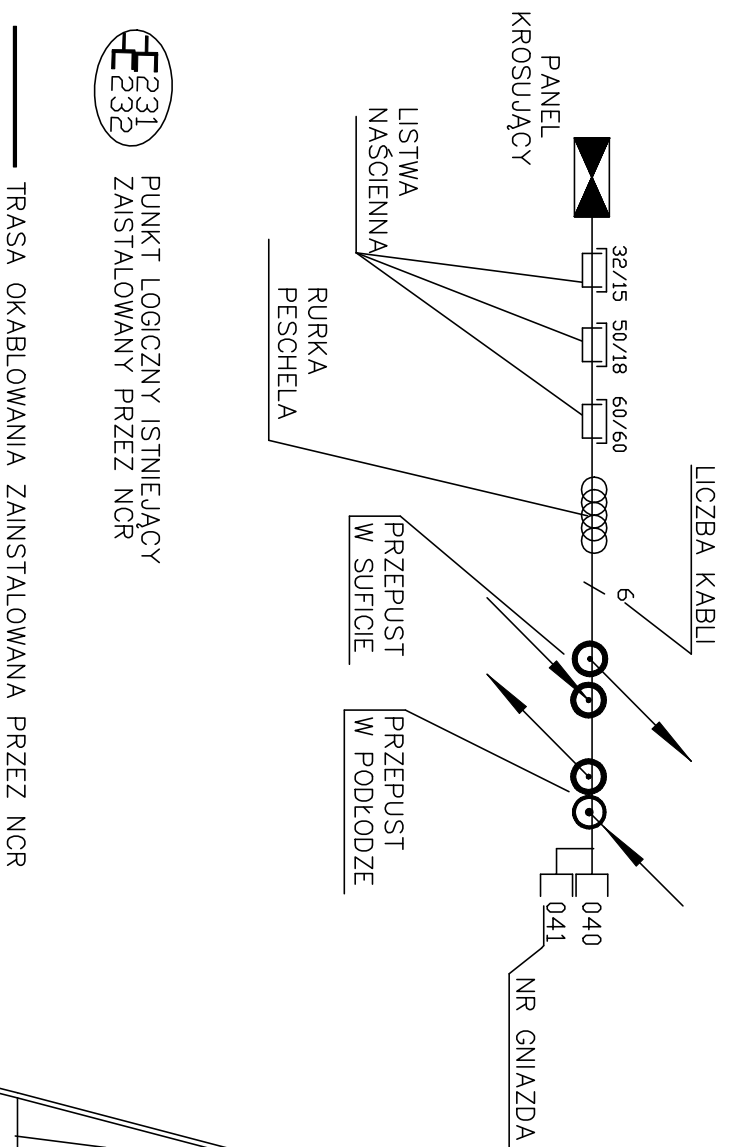 PANEL
KROSUJĄCY
32/15
50/18
60/60
LICZBA KABLI
6
LISTWA
NAŚCIENNA
RURKA
PESCHELA
PRZEPUST
W SUFICIE
PRZEPUST
W PODŁODZE
040
041
NR GNIAZDA
231
232
PUNKT LOGICZNY ISTNIEJĄCY
ZAISTALOWANY PRZEZ NCR
TRASA OKABLOWANIA ZAINSTALOWANA PRZEZ NCR